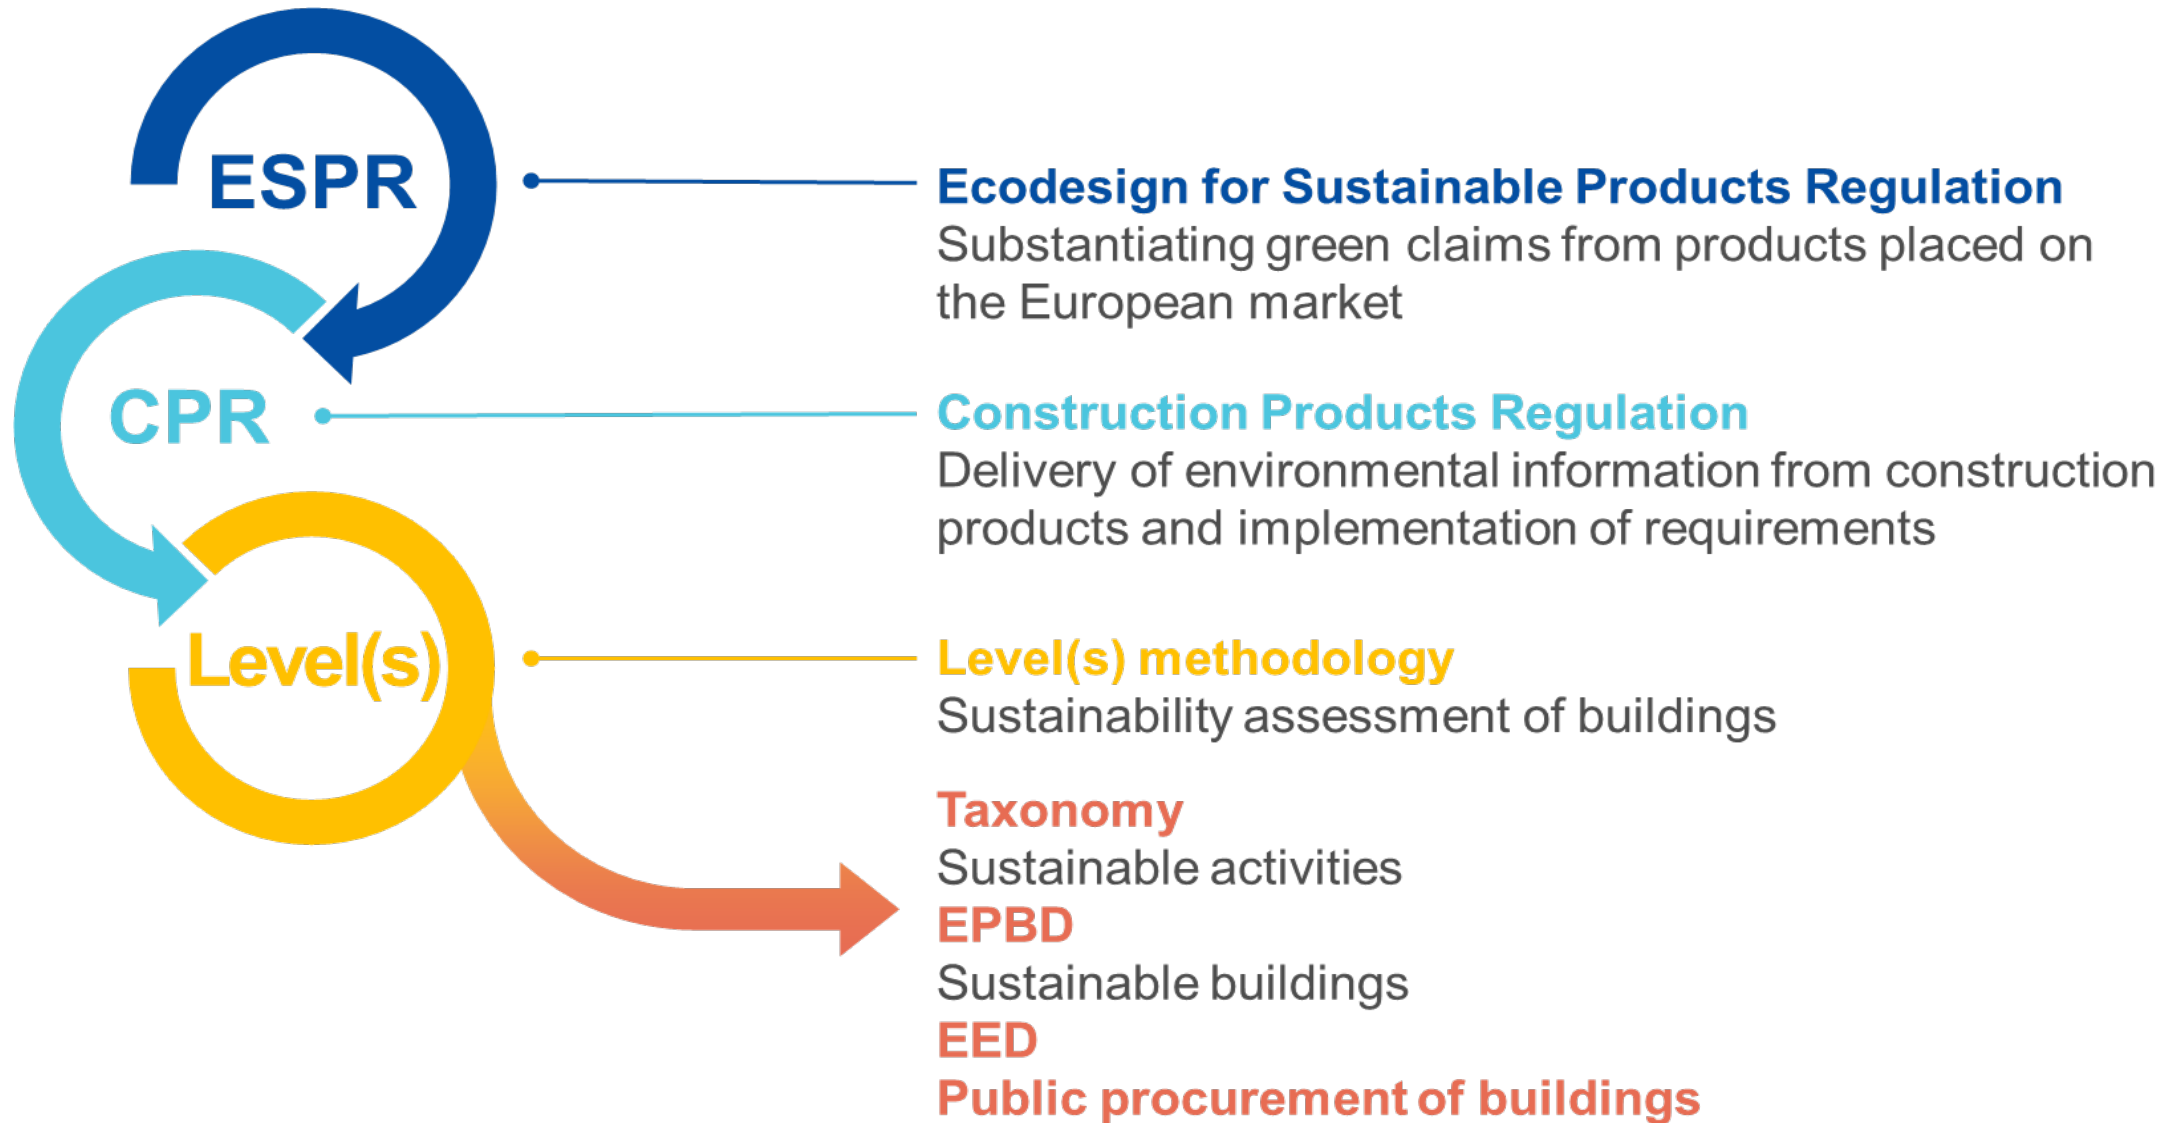 ESPR
Ecodesign for Sustainable Products Regulation
Substantiating green claims from products placed on
the European market
CPR
Construction Products Regulation
Delivery of environmental information from construction
products and implementation of requirements
Level(s)
Level(s) methodology
Sustainability assessment of buildings
Taxonomy
Sustainable activities
EPBD
Sustainable buildings
EED
Public procurement of buildings